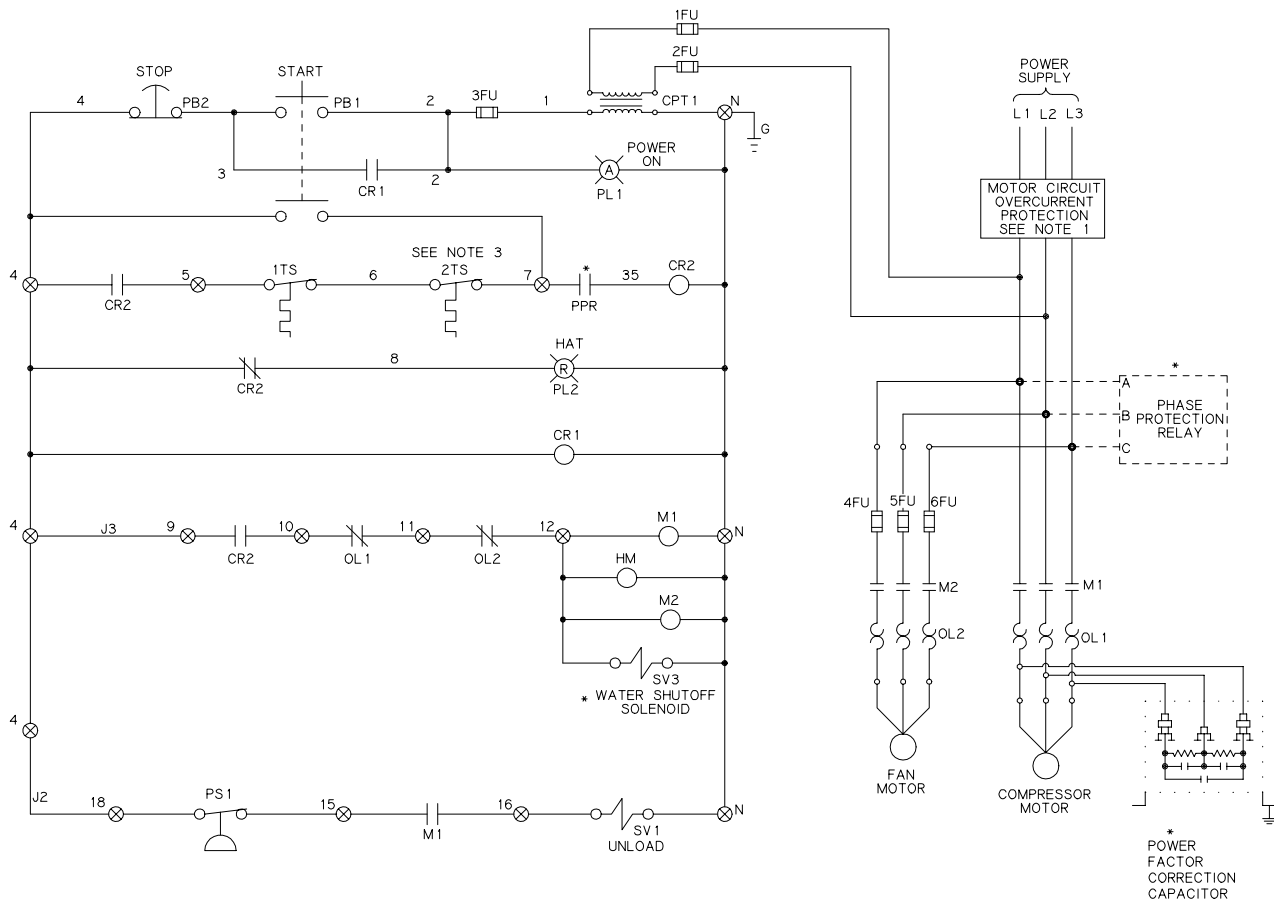 1FU
2FU
STOP
START
POWER
SUPPLY
4
PB2
PB1
2
3FU
1
CPT1
N
L1 L2 L3
G
3
CR1
2
POWER
ON
A
PL1
MOTOR CIRCUIT
OVERCURRENT
PROTECTION
SEE NOTE 1
SEE NOTE 3
4
CR2
5
1TS
6
2TS
7
*
PPR
35
CR2
CR2
8
HAT
R
PL2
*
A
B
C
PHASE
PROTECTION
RELAY
CR1
4FU
5FU
6FU
4
J3
9
CR2
10
OL1
11
OL2
12
M1
N
HM
M2
M2
M1
OL2
OL1
SV3
* WATER SHUTOFF
SOLENOID
4
FAN
MOTOR
COMPRESSOR
MOTOR
J2
18
PS1
15
M1
16
SV1
UNLOAD
N
*
POWER
FACTOR
CORRECTION
CAPACITOR